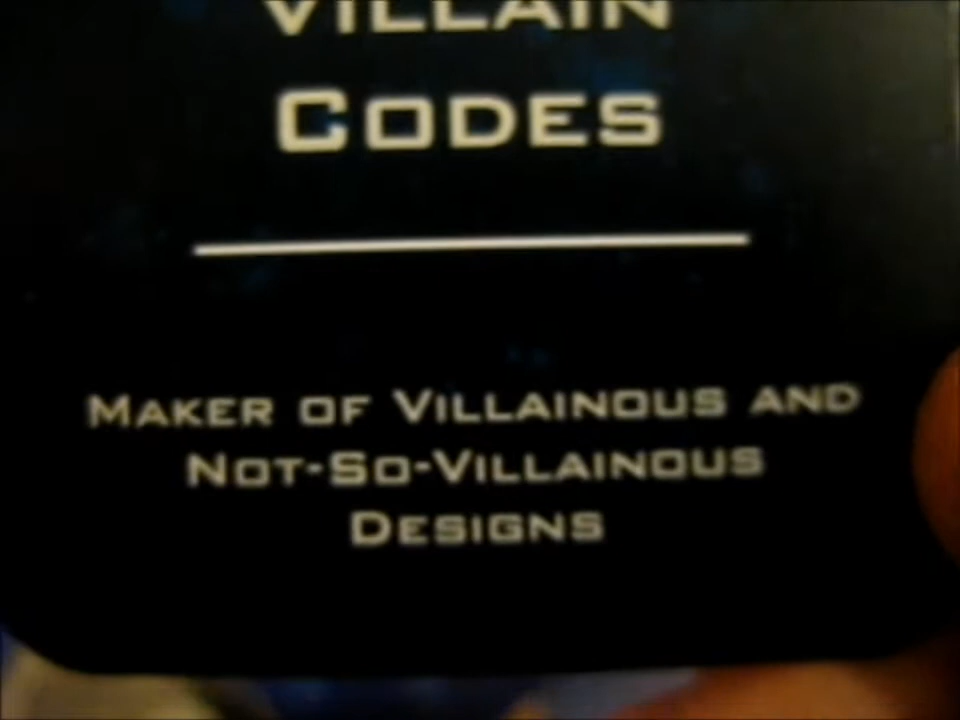 VILLAIN
CODES
MAKER OF VILLAINOUS AND
NOT-SO-VILLAINOUS
DESIGNS